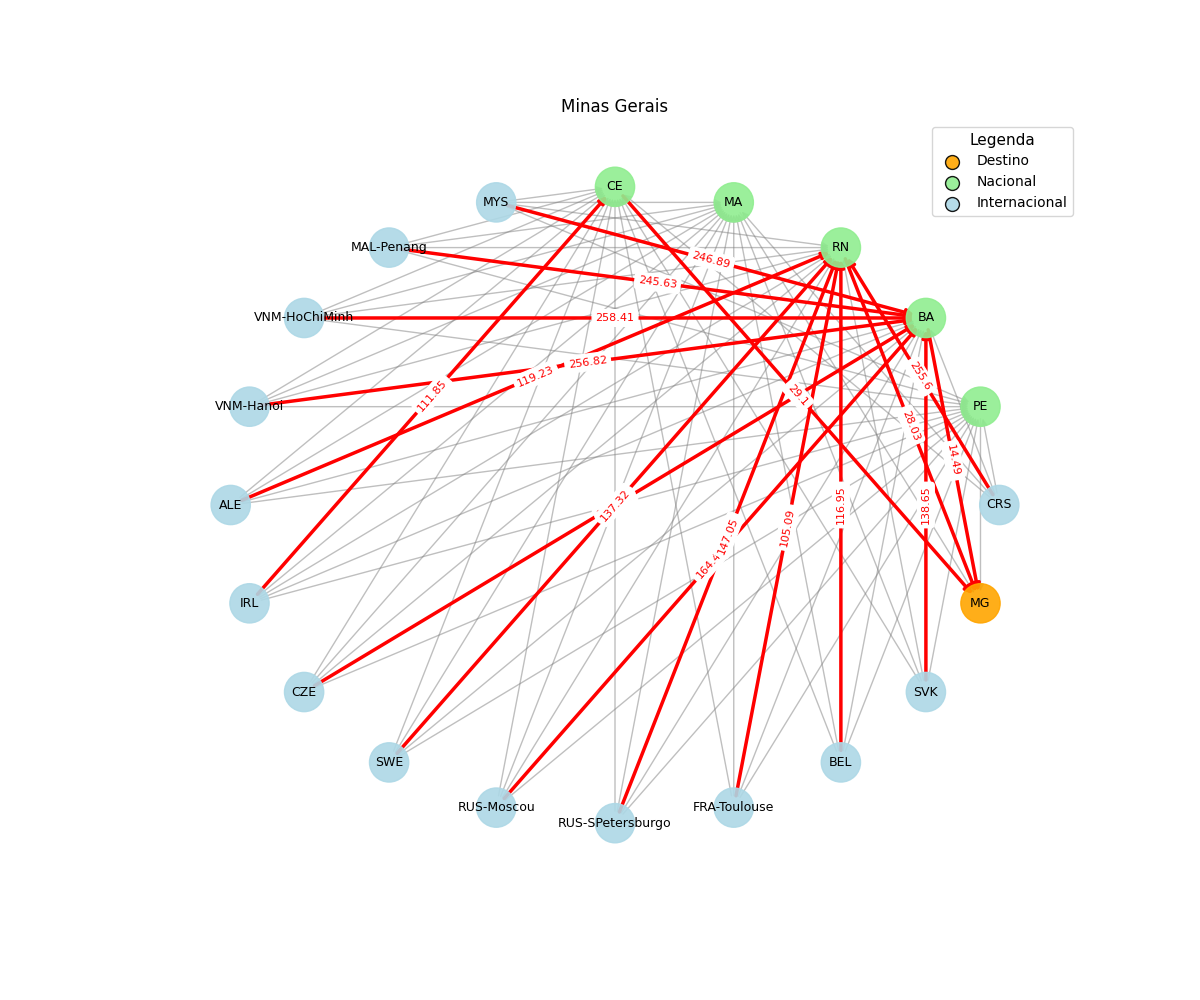 Minas Gerais
Legenda
Destino
Nacional
Internacional
CE
MYS
MA
MAL-Penang
RN
246.89
245.63
VNM-HoChiMinh
258.41
BA
256.82
119.23
255.6
111.85
29.1
VNM-Hanoi
PE
28.03
14.49
ALE
137.32
116.95
138.65
CRS
105.09
147.05
164.4
IRL
MG
CZE
SVK
SWE
BEL
RUS-Moscou
FRA-Toulouse
RUS-SPetersburgo